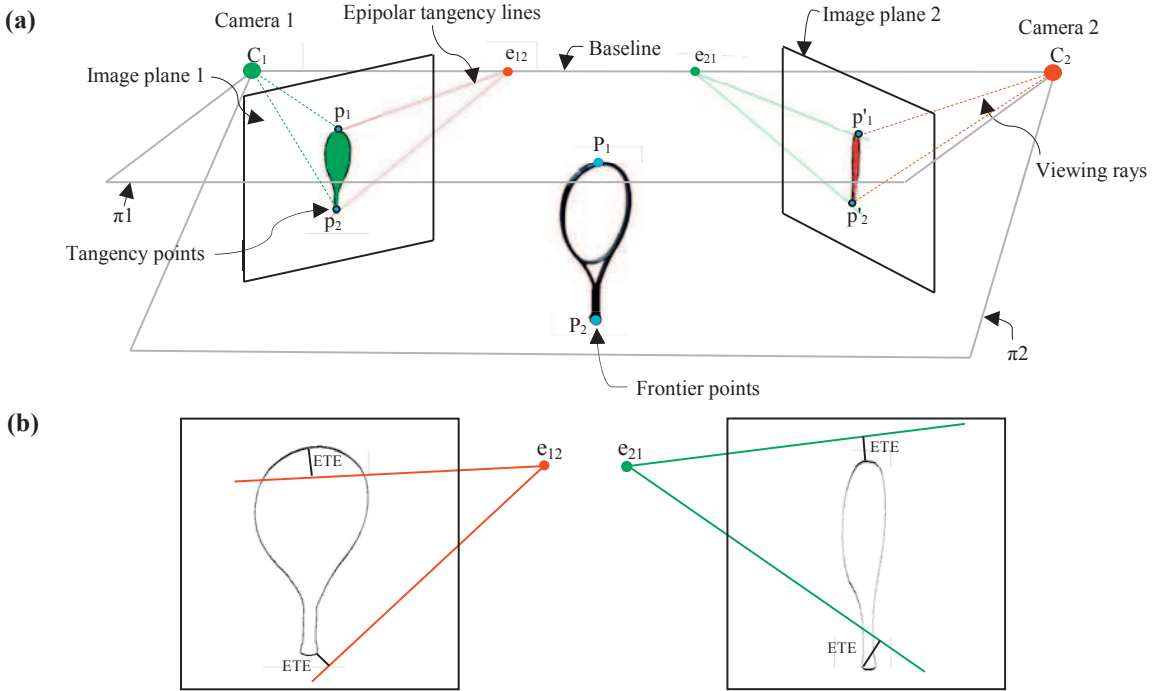 (a)
Camera 1
Epipolar tangency lines
Image plane 2
Camera 2
C1
e12
Baseline
e21
C2
Image plane 1
p1
p'1
P1
Viewing rays
π1
p2
p'2
Tangency points
P2
π2
Frontier points
(b)
ETE
e12
e21
ETE
ETE
ETE